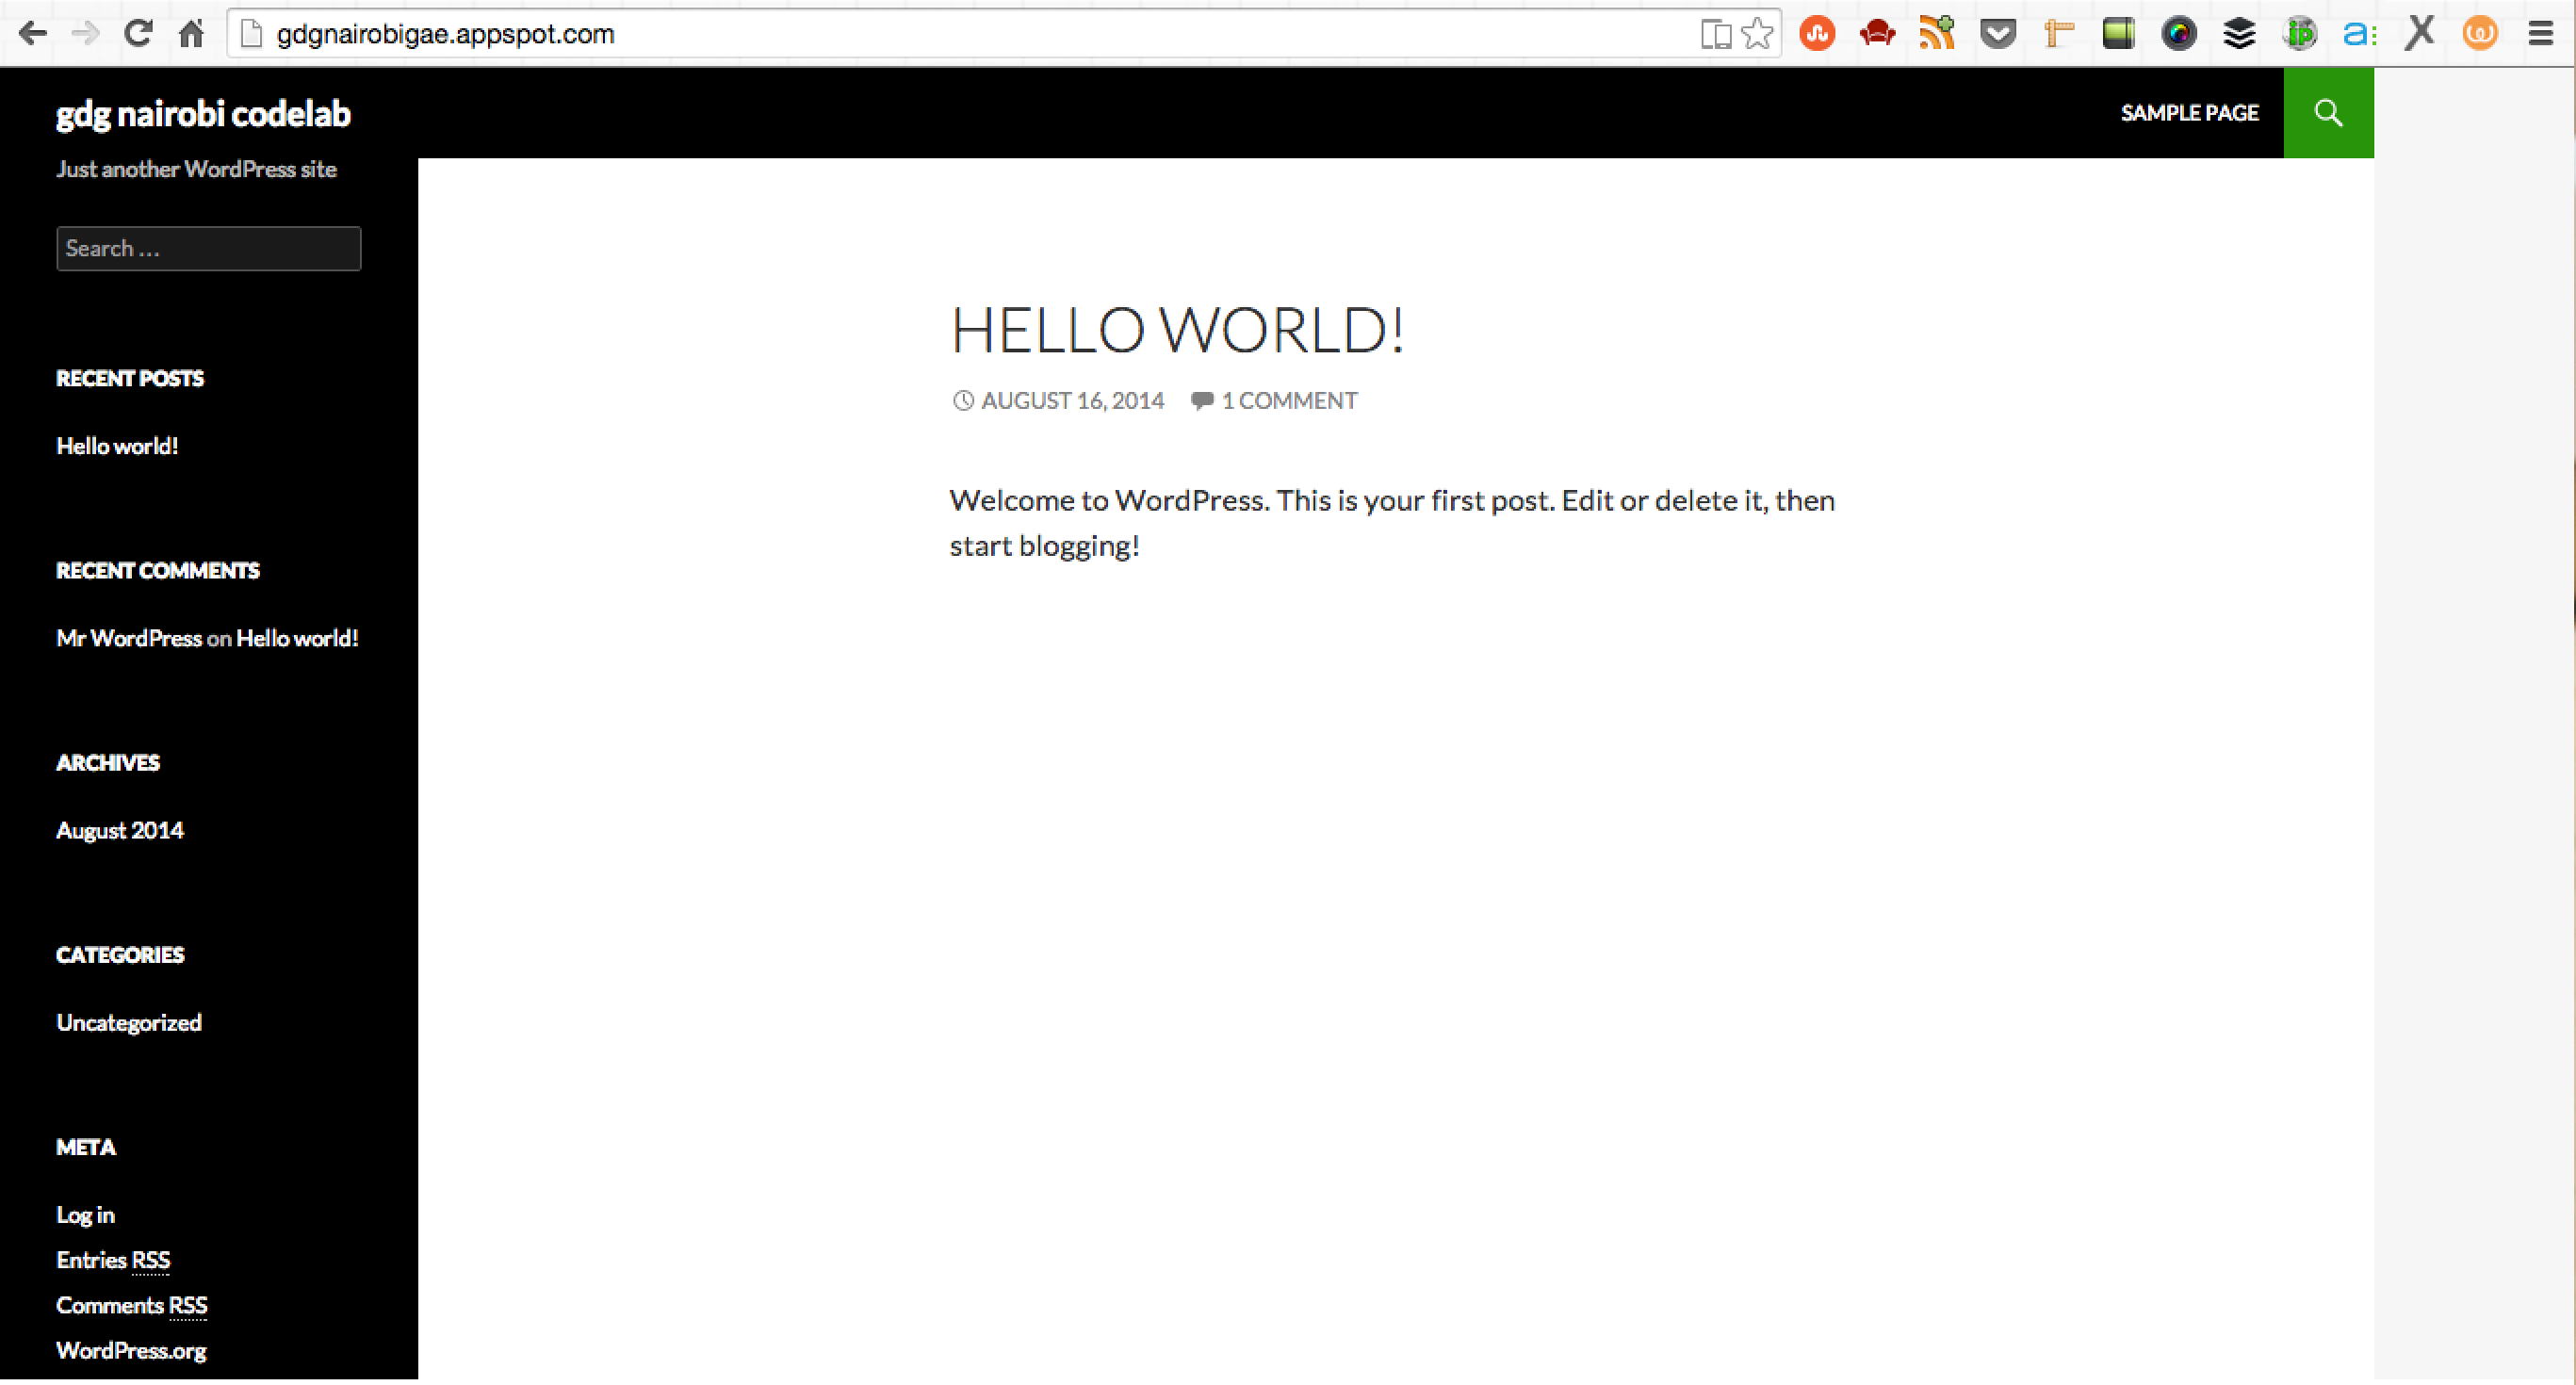 gdgnairobigae.appspot.com
gdg nairobi codelab
SAMPLE PAGE
Just another WordPress site
Search …
RECENT POSTS
Hello world!
RECENT COMMENTS
Mr WordPress on Hello world!
ARCHIVES
August 2014
CATEGORIES
Uncategorized
META
Log in
Entries RSS
Comments RSS
WordPress.org
HELLO WORLD!
AUGUST 16, 2014 1 COMMENT
Welcome to WordPress. This is your first post. Edit or delete it, then
start blogging!